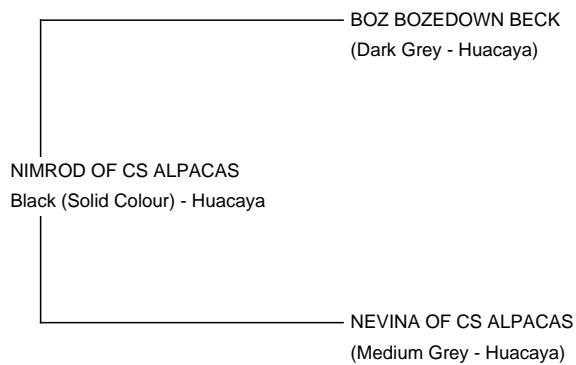 BOZ BOZEDOWN BECK
(Dark Grey - Huacaya)
NIMROD OF CS ALPACAS
Black (Solid Colour) - Huacaya
NEVINA OF CS ALPACAS
(Medium Grey - Huacaya)